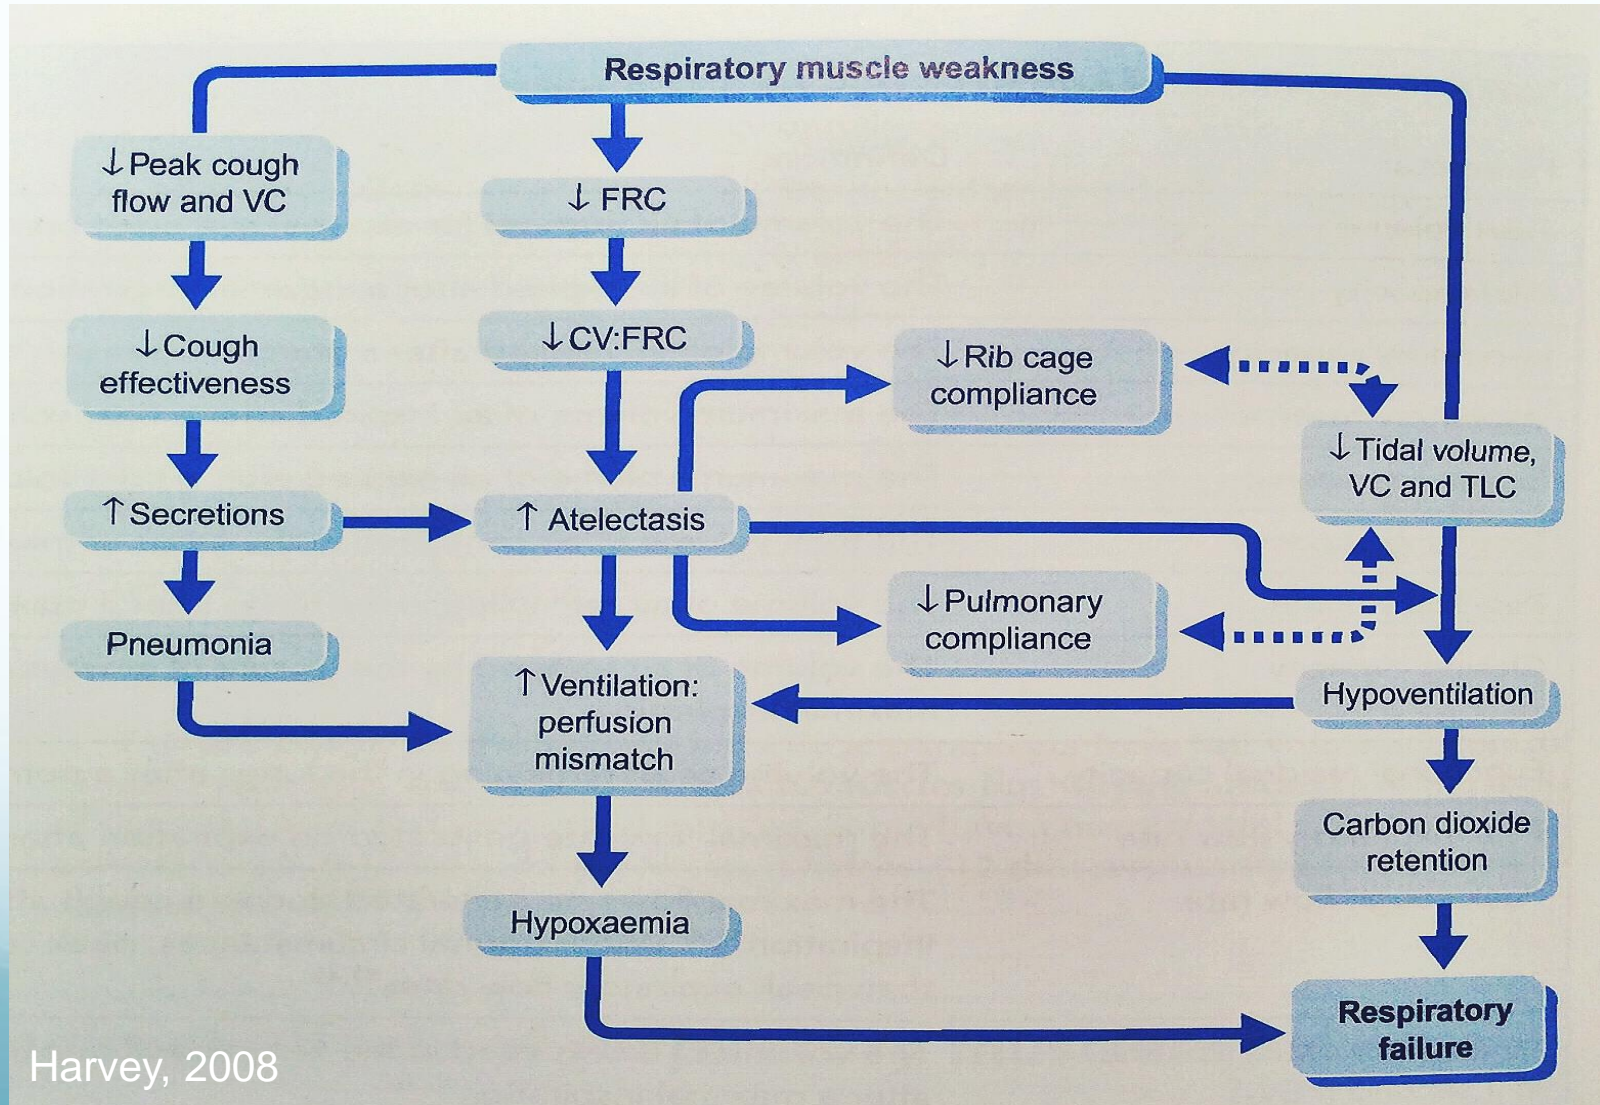 Respiratory muscle weakness
↓ Peak cough
flow and VC
↓ FRC
↓ CV:FRC
↓ Cough
effectiveness
↓ Rib cage
compliance
↓ Tidal volume,
VC and TLC
↑ Secretions
↑ Atelectasis
↓ Pulmonary
compliance
Pneumonia
↑ Ventilation:
perfusion
mismatch
Hypoventilation
Carbon dioxide
retention
Hypoxaemia
Respiratory
failure
Harvey, 2008